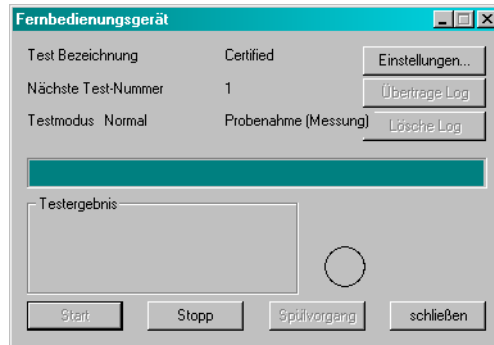 Fernbedienungsgerät
Test Bezeichnung Certified Einstellungen...
Nächste Test-Nummer 1 Übertrage Log
Testmodus Normal Probenahme (Messung) Lösche Log
Testergebnis
Start Stopp Spülvorgang schließen